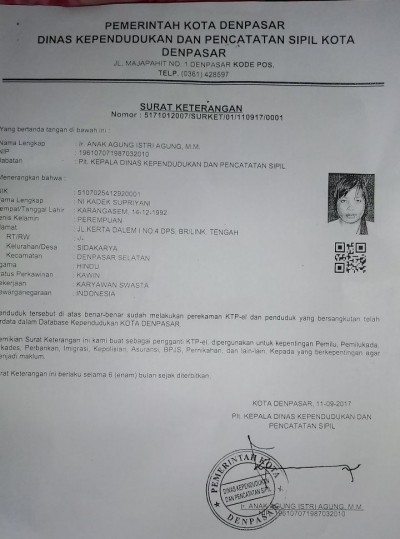 PEMERINTAH KOTA DENPASAR
DINAS KEPENDUDUKAN DAN PENCATATAN SIPIL KOTA
DENPASAR
JL. MAJAPAHIT NO. 1 DENPASAR KODE POS.
TELP. (0361) 428597
SURAT KETERANGAN
Nomor : 5171012007/SURKET/01/110917/0001
Yang bertanda tangan di bawah ini :
Nama Lengkap : Ir. ANAK AGUNG ISTRI AGUNG, M.M.
NIP : 196107071987032010
Jabatan : Plt. KEPALA DINAS KEPENDUDUKAN DAN PENCATATAN SIPIL
Menerangkan bahwa :
NIK : 5107025412920001
Nama Lengkap : NI KADEK SUPRIYANI
Tempat/Tanggal Lahir : KARANGASEM, 14-12-1992
Jenis Kelamin : PEREMPUAN
Alamat : JL.KERTA DALEM I NO.4 DPS, BR/LINK. TENGAH
RT/RW : -/-
Kelurahan/Desa : SIDAKARYA
Kecamatan : DENPASAR SELATAN
Agama : HINDU
Status Perkawinan : KAWIN
Pekerjaan : KARYAWAN SWASTA
Kewarganegaraan : INDONESIA
Penduduk tersebut di atas benar-benar sudah melakukan perekaman KTP-el dan penduduk yang bersangkutan telah
terdata dalam Database Kependudukan KOTA DENPASAR.
Demikian Surat Keterangan ini kami buat sebagai pengganti KTP-el, dipergunakan untuk kepentingan Pemilu, Pemilukada,
Pilkades, Perbankan, Imigrasi, Kepolisian, Asuransi, BPJS, Pernikahan, dan lain-lain. Kepada yang berkepentingan agar
menjadi maklum.
Surat Keterangan ini berlaku selama 6 (enam) bulan sejak diterbitkan.
KOTA DENPASAR, 11-09-2017
Plt. KEPALA DINAS KEPENDUDUKAN DAN
PENCATATAN SIPIL
PEMERINTAH KOTA
DINAS KEPENDUDUKAN
DAN PENCATATAN SIPIL
DENPASAR
Ir. ANAK AGUNG ISTRI AGUNG, M.M.
NIP. 196107071987032010